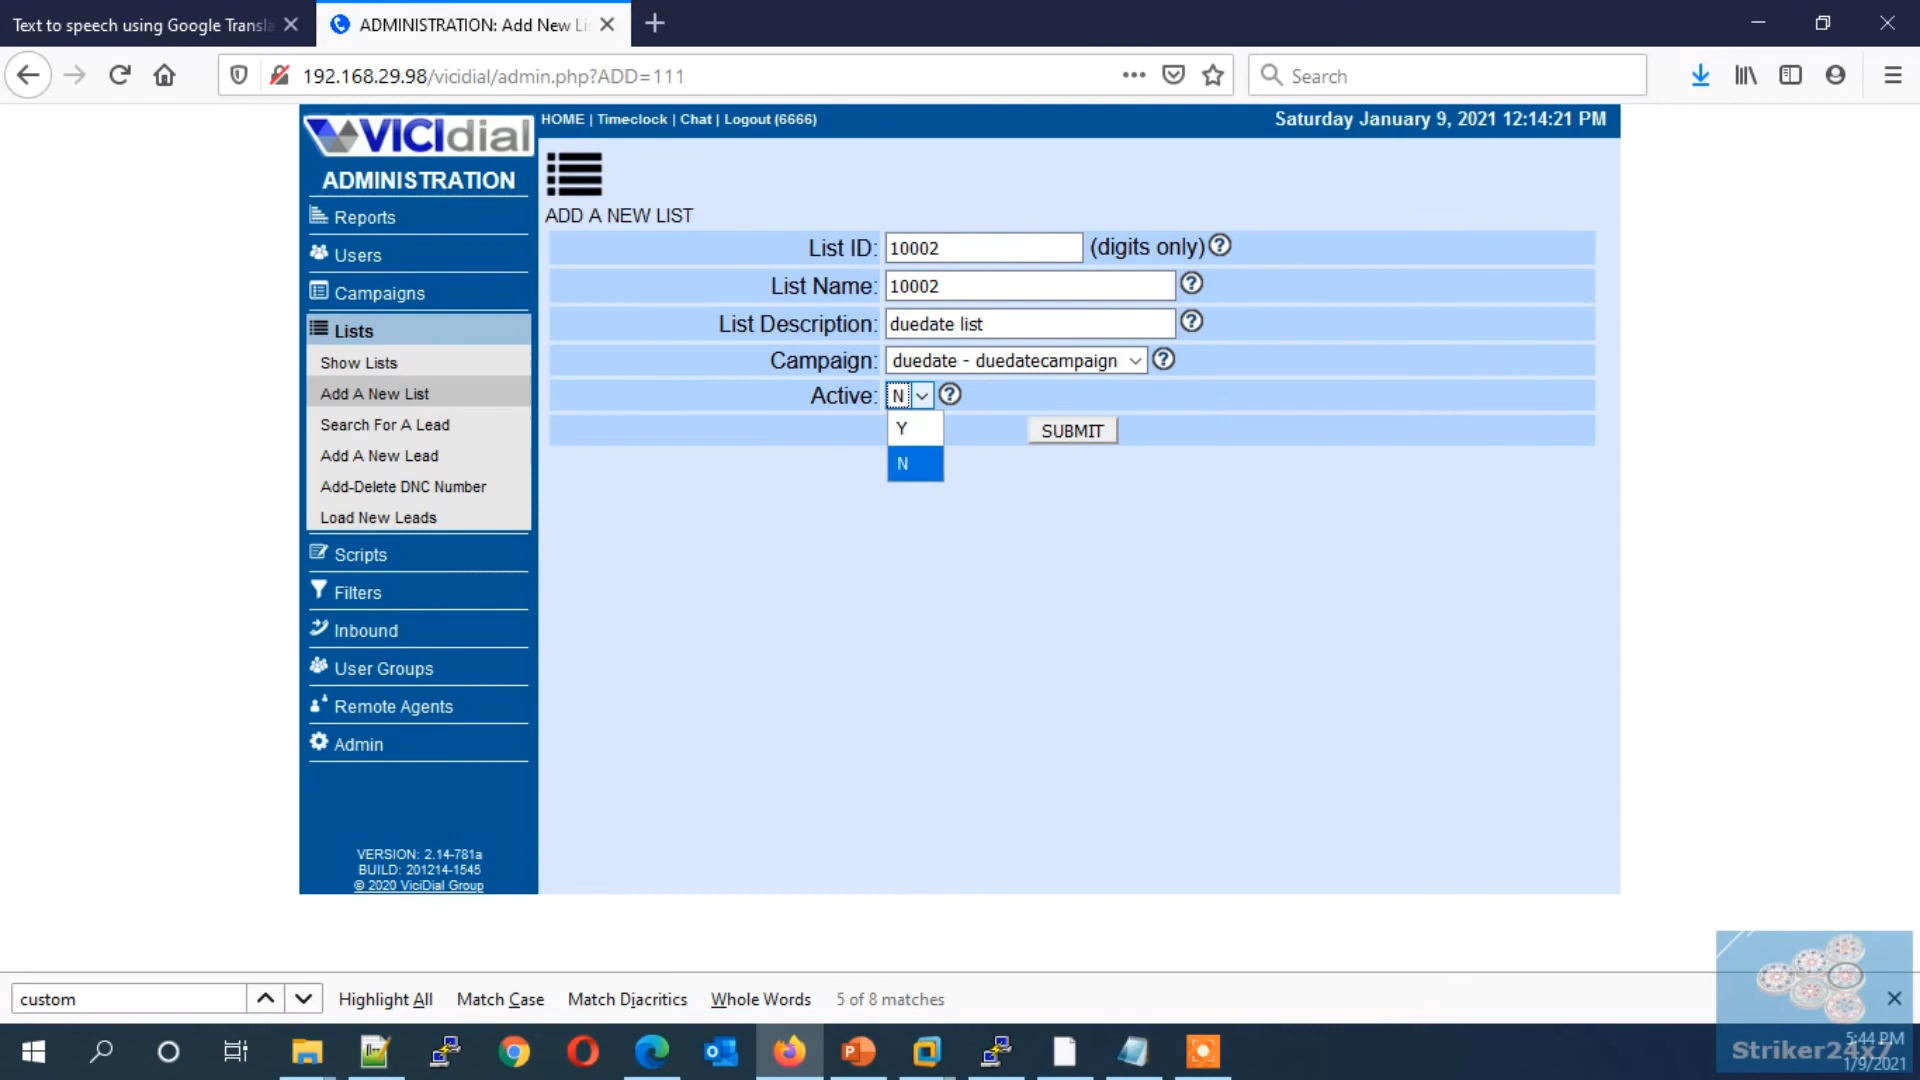 Text to speech using Google Transla
ADMINISTRATION: Add New Li
192.168.29.98/vicidial/admin.php?ADD=111
Search
VICIdial
HOME | Timeclock | Chat | Logout (6666)
Saturday January 9, 2021 12:14:21 PM
ADMINISTRATION
Reports
Users
Campaigns
Lists
Show Lists
Add A New List
Search For A Lead
Add A New Lead
Add-Delete DNC Number
Load New Leads
Scripts
Filters
Inbound
User Groups
Remote Agents
Admin
VERSION: 2.14-781a
BUILD: 201214-1545
© 2020 ViciDial Group
ADD A NEW LIST
List ID: 10002 (digits only)
List Name: 10002
List Description: duedate list
Campaign: duedate - duedatecampaign
Active: N
Y
N
SUBMIT
custom
Highlight All Match Case Match Diacritics Whole Words 5 of 8 matches
5:44 PM
Striker24x7
1/9/2021